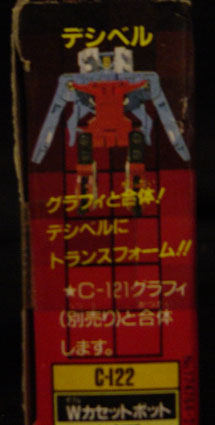 デシベル
グラフィと合体!
デシベルに
トランスフォーム!!
★C-121グラフィ
(別売り)と合体
します。
C-122
Wカセットボット